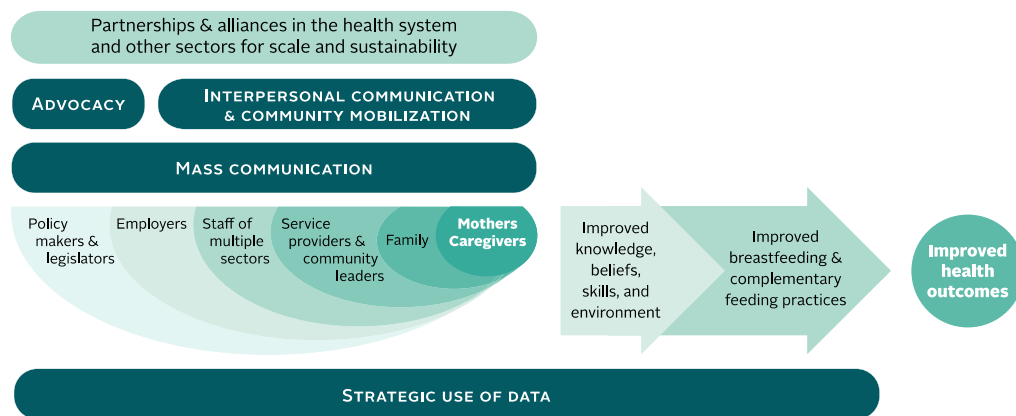 Partnerships & alliances in the health system
and other sectors for scale and sustainability
ADVOCACY
INTERPERSONAL COMMUNICATION
& COMMUNITY MOBILIZATION
MASS COMMUNICATION
Policy
makers &
legislators
Employers
Staff of
multiple
sectors
Service
providers &
community
leaders
Family
Mothers
Caregivers
Improved
knowledge,
beliefs,
skills, and
environment
Improved
breastfeeding &
complementary
feeding practices
Improved
health
outcomes
STRATEGIC USE OF DATA